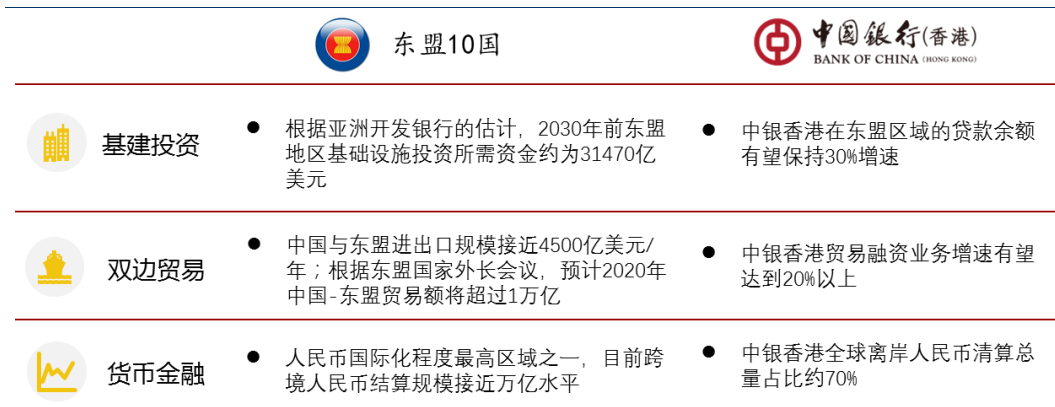 东盟10国
中国银行(香港)
BANK OF CHINA (HONG KONG)
基建投资
● 根据亚洲开发银行的估计，2030年前东盟
地区基础设施投资所需资金约为31470亿
美元
● 中银香港在东盟区域的贷款余额
有望保持30%增速
双边贸易
● 中国与东盟进出口规模接近4500亿美元/
年；根据东盟国家外长会议，预计2020年
中国-东盟贸易额将超过1万亿
● 中银香港贸易融资业务增速有望
达到20%以上
货币金融
● 人民币国际化程度最高区域之一，目前跨
境人民币结算规模接近万亿水平
● 中银香港全球离岸人民币清算总
量占比约70%